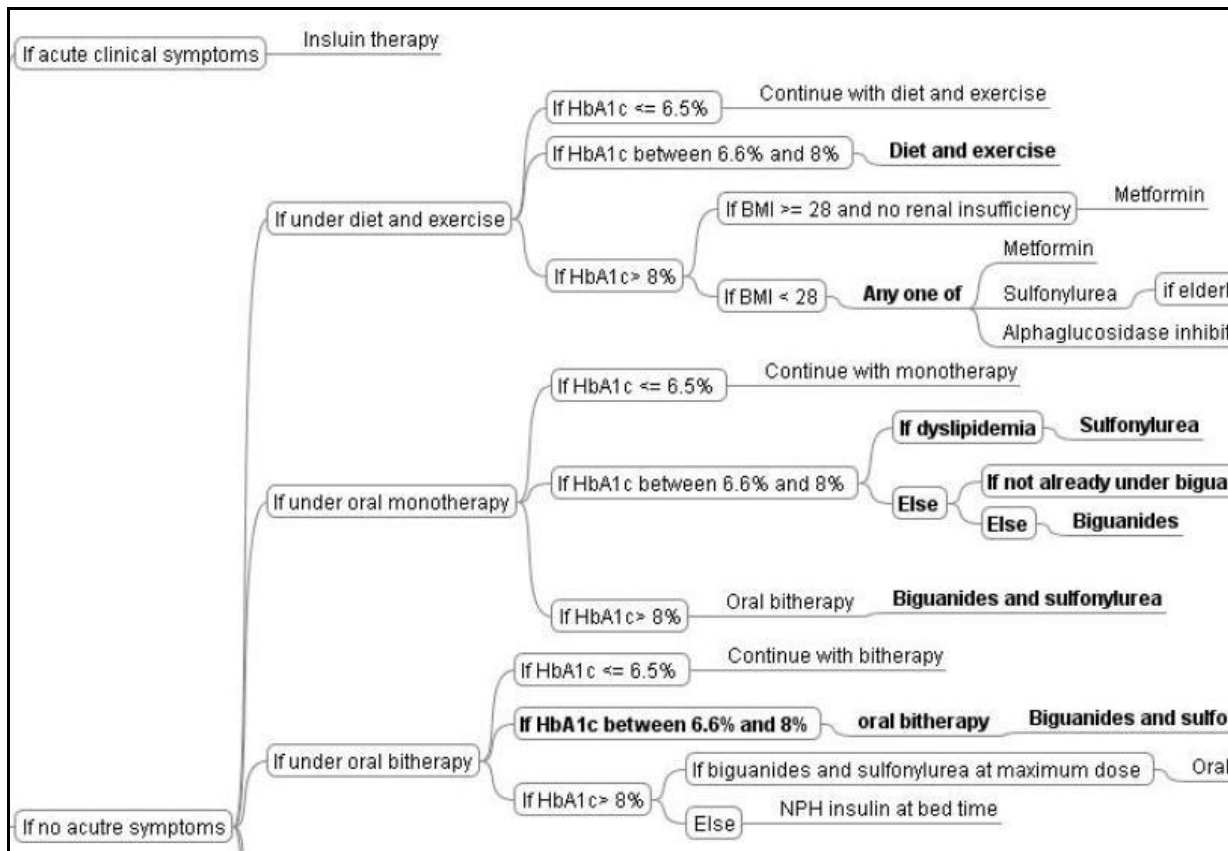 If acute clinical symptoms
Insluin therapy
If no acutre symptoms
If under diet and exercise
If HbA1c <= 6.5%
Continue with diet and exercise
If HbA1c between 6.6% and 8%
Diet and exercise
If HbA1c> 8%
If BMI >= 28 and no renal insufficiency
Metformin
If BMI < 28
Any one of
Metformin
Sulfonylurea
if
Alphaglucosidase
If under oral monotherapy
If HbA1c <= 6.5%
Continue with monotherapy
If HbA1c between 6.6% and 8%
If dyslipidemia
Sulfonylurea
Else
If not already under
Else
Biguanides
If HbA1c> 8%
Oral bitherapy
Biguanides and sulfonylurea
If under oral bitherapy
If HbA1c <= 6.5%
Continue with bitherapy
If HbA1c between 6.6% and 8%
oral bitherapy
Biguanides and
If HbA1c> 8%
If biguanides and sulfonylurea at maximum dose
Oral
Else
NPH insulin at bed time